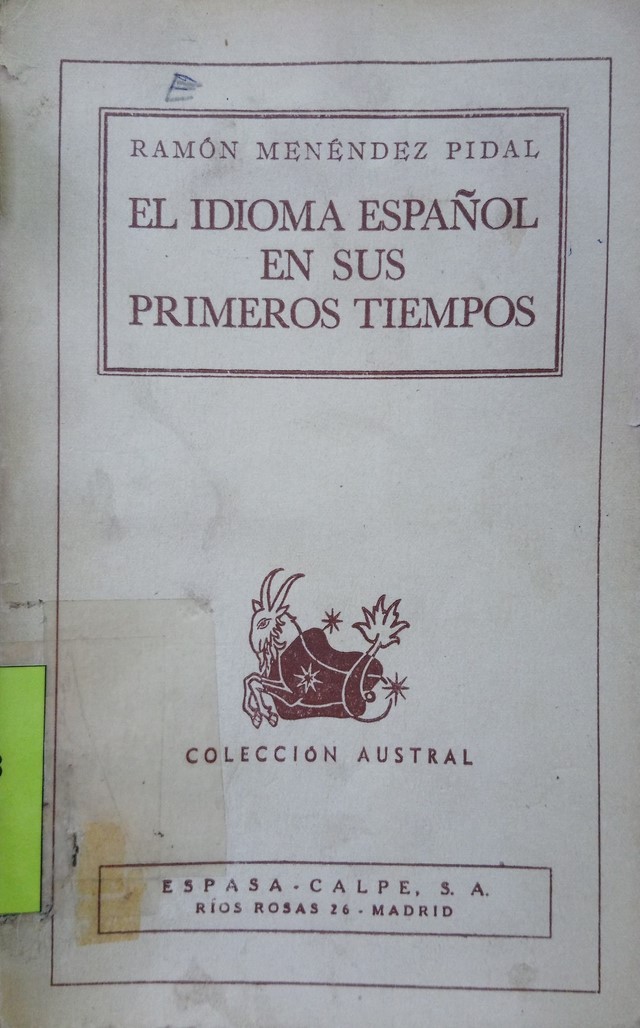 RAMÓN MENÉNDEZ PIDAL
EL IDIOMA ESPAÑOL
EN SUS
PRIMEROS TIEMPOS
COLECCIÓN AUSTRAL
ESPASA-CALPE, S. A.
RÍOS ROSAS 26 - MADRID